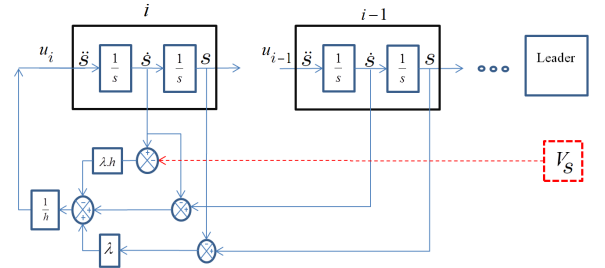 i
i-1
u_i s̈ 1/s ṡ 1/s s
u_{i-1} s̈ 1/s ṡ 1/s s
Leader
+ -
λ.h
V_S
1/h
- + +
- +
λ
- +